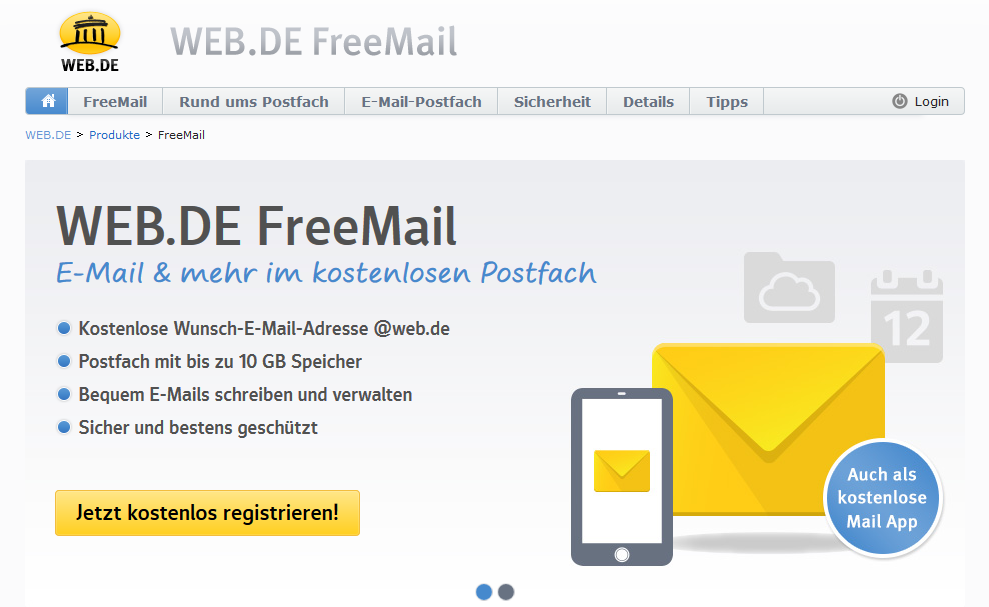 WEB.DE
WEB.DE FreeMail
FreeMail Rund ums Postfach E-Mail-Postfach Sicherheit Details Tipps Login
WEB.DE > Produkte > FreeMail
WEB.DE FreeMail
E-Mail & mehr im kostenlosen Postfach
Kostenlose Wunsch-E-Mail-Adresse @web.de
Postfach mit bis zu 10 GB Speicher
Bequem E-Mails schreiben und verwalten
Sicher und bestens geschützt
Jetzt kostenlos registrieren!
12
Auch als
kostenlose
Mail App